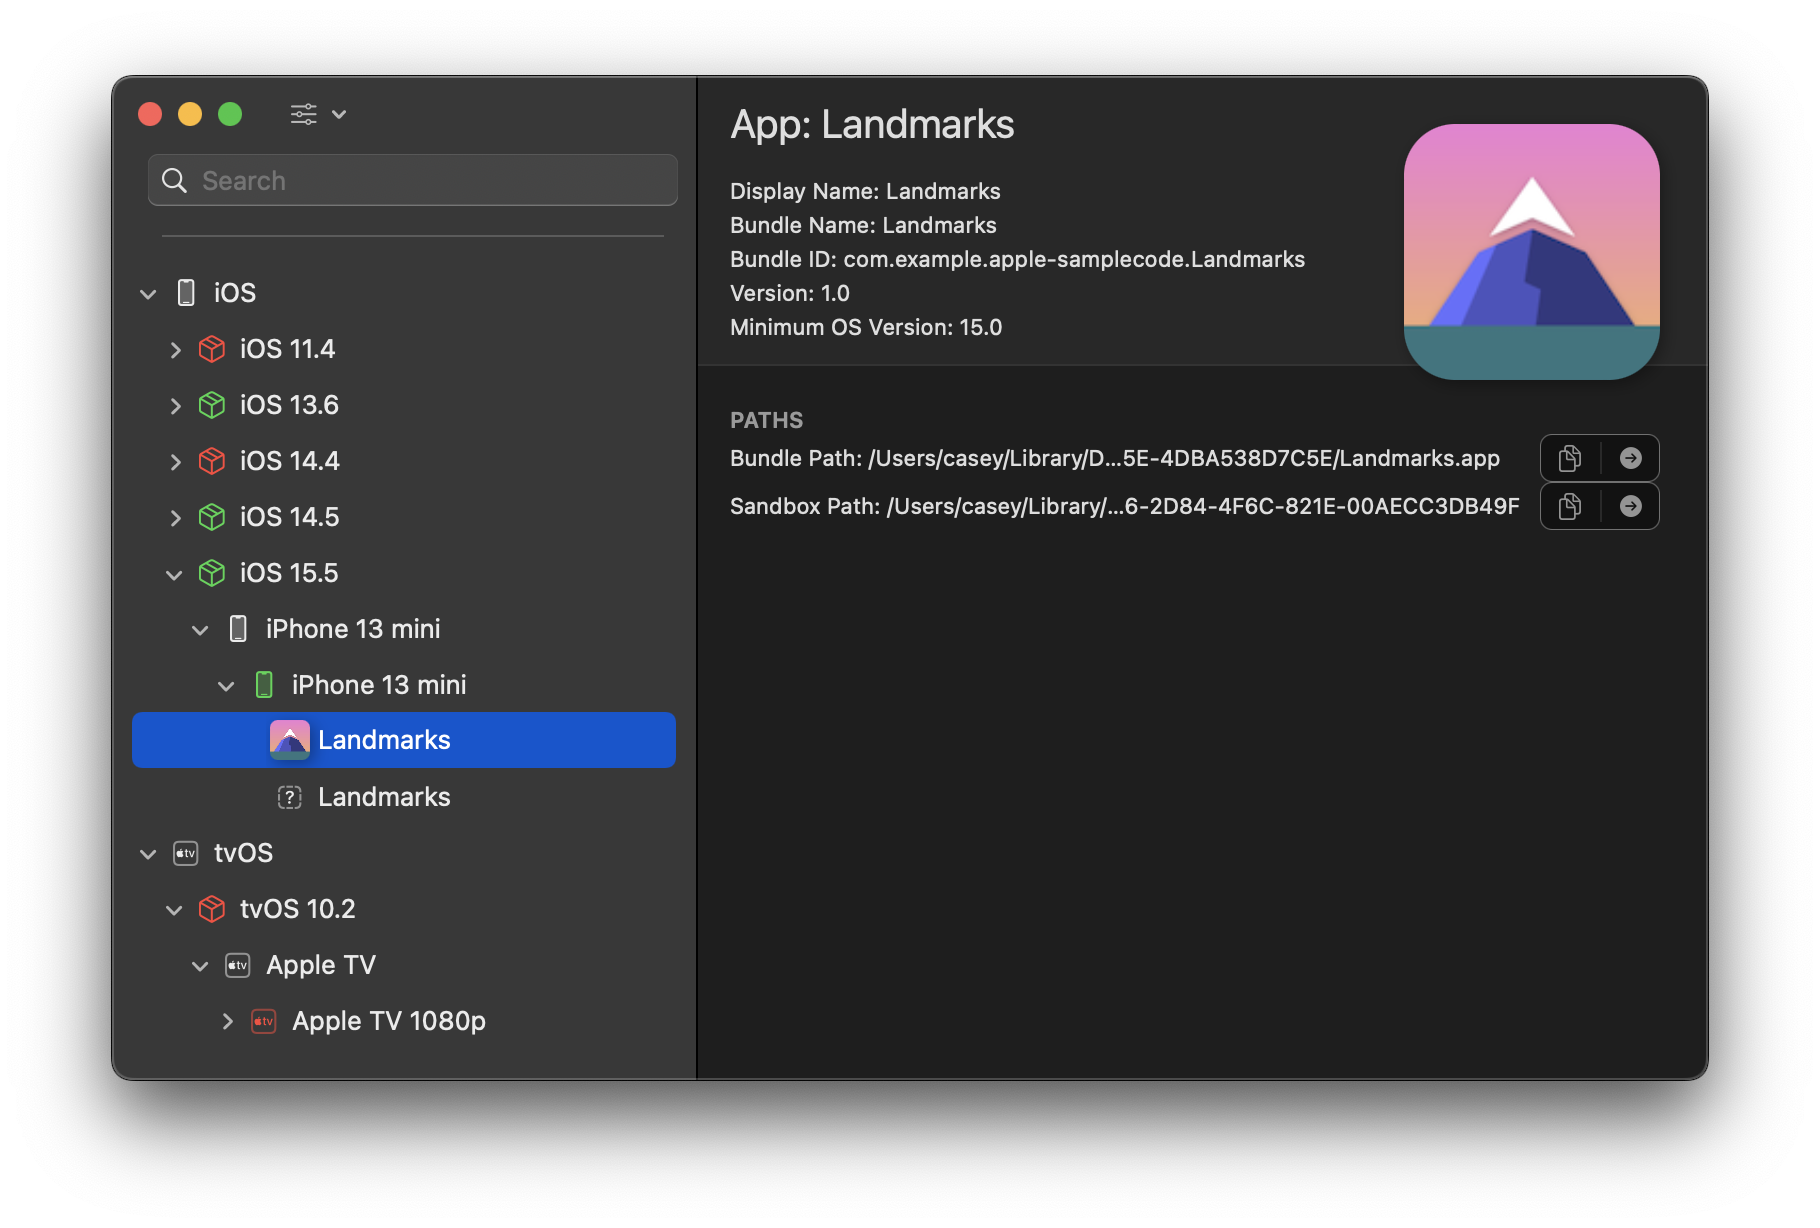 Search
iOS
iOS 11.4
iOS 13.6
iOS 14.4
iOS 14.5
iOS 15.5
iPhone 13 mini
iPhone 13 mini
Landmarks
? Landmarks
tv tvOS
tvOS 10.2
tv Apple TV
tv Apple TV 1080p
App: Landmarks
Display Name: Landmarks
Bundle Name: Landmarks
Bundle ID: com.example.apple-samplecode.Landmarks
Version: 1.0
Minimum OS Version: 15.0
PATHS
Bundle Path: /Users/casey/Library/D...5E-4DBA538D7C5E/Landmarks.app
Sandbox Path: /Users/casey/Library/...6-2D84-4F6C-821E-00AECC3DB49F